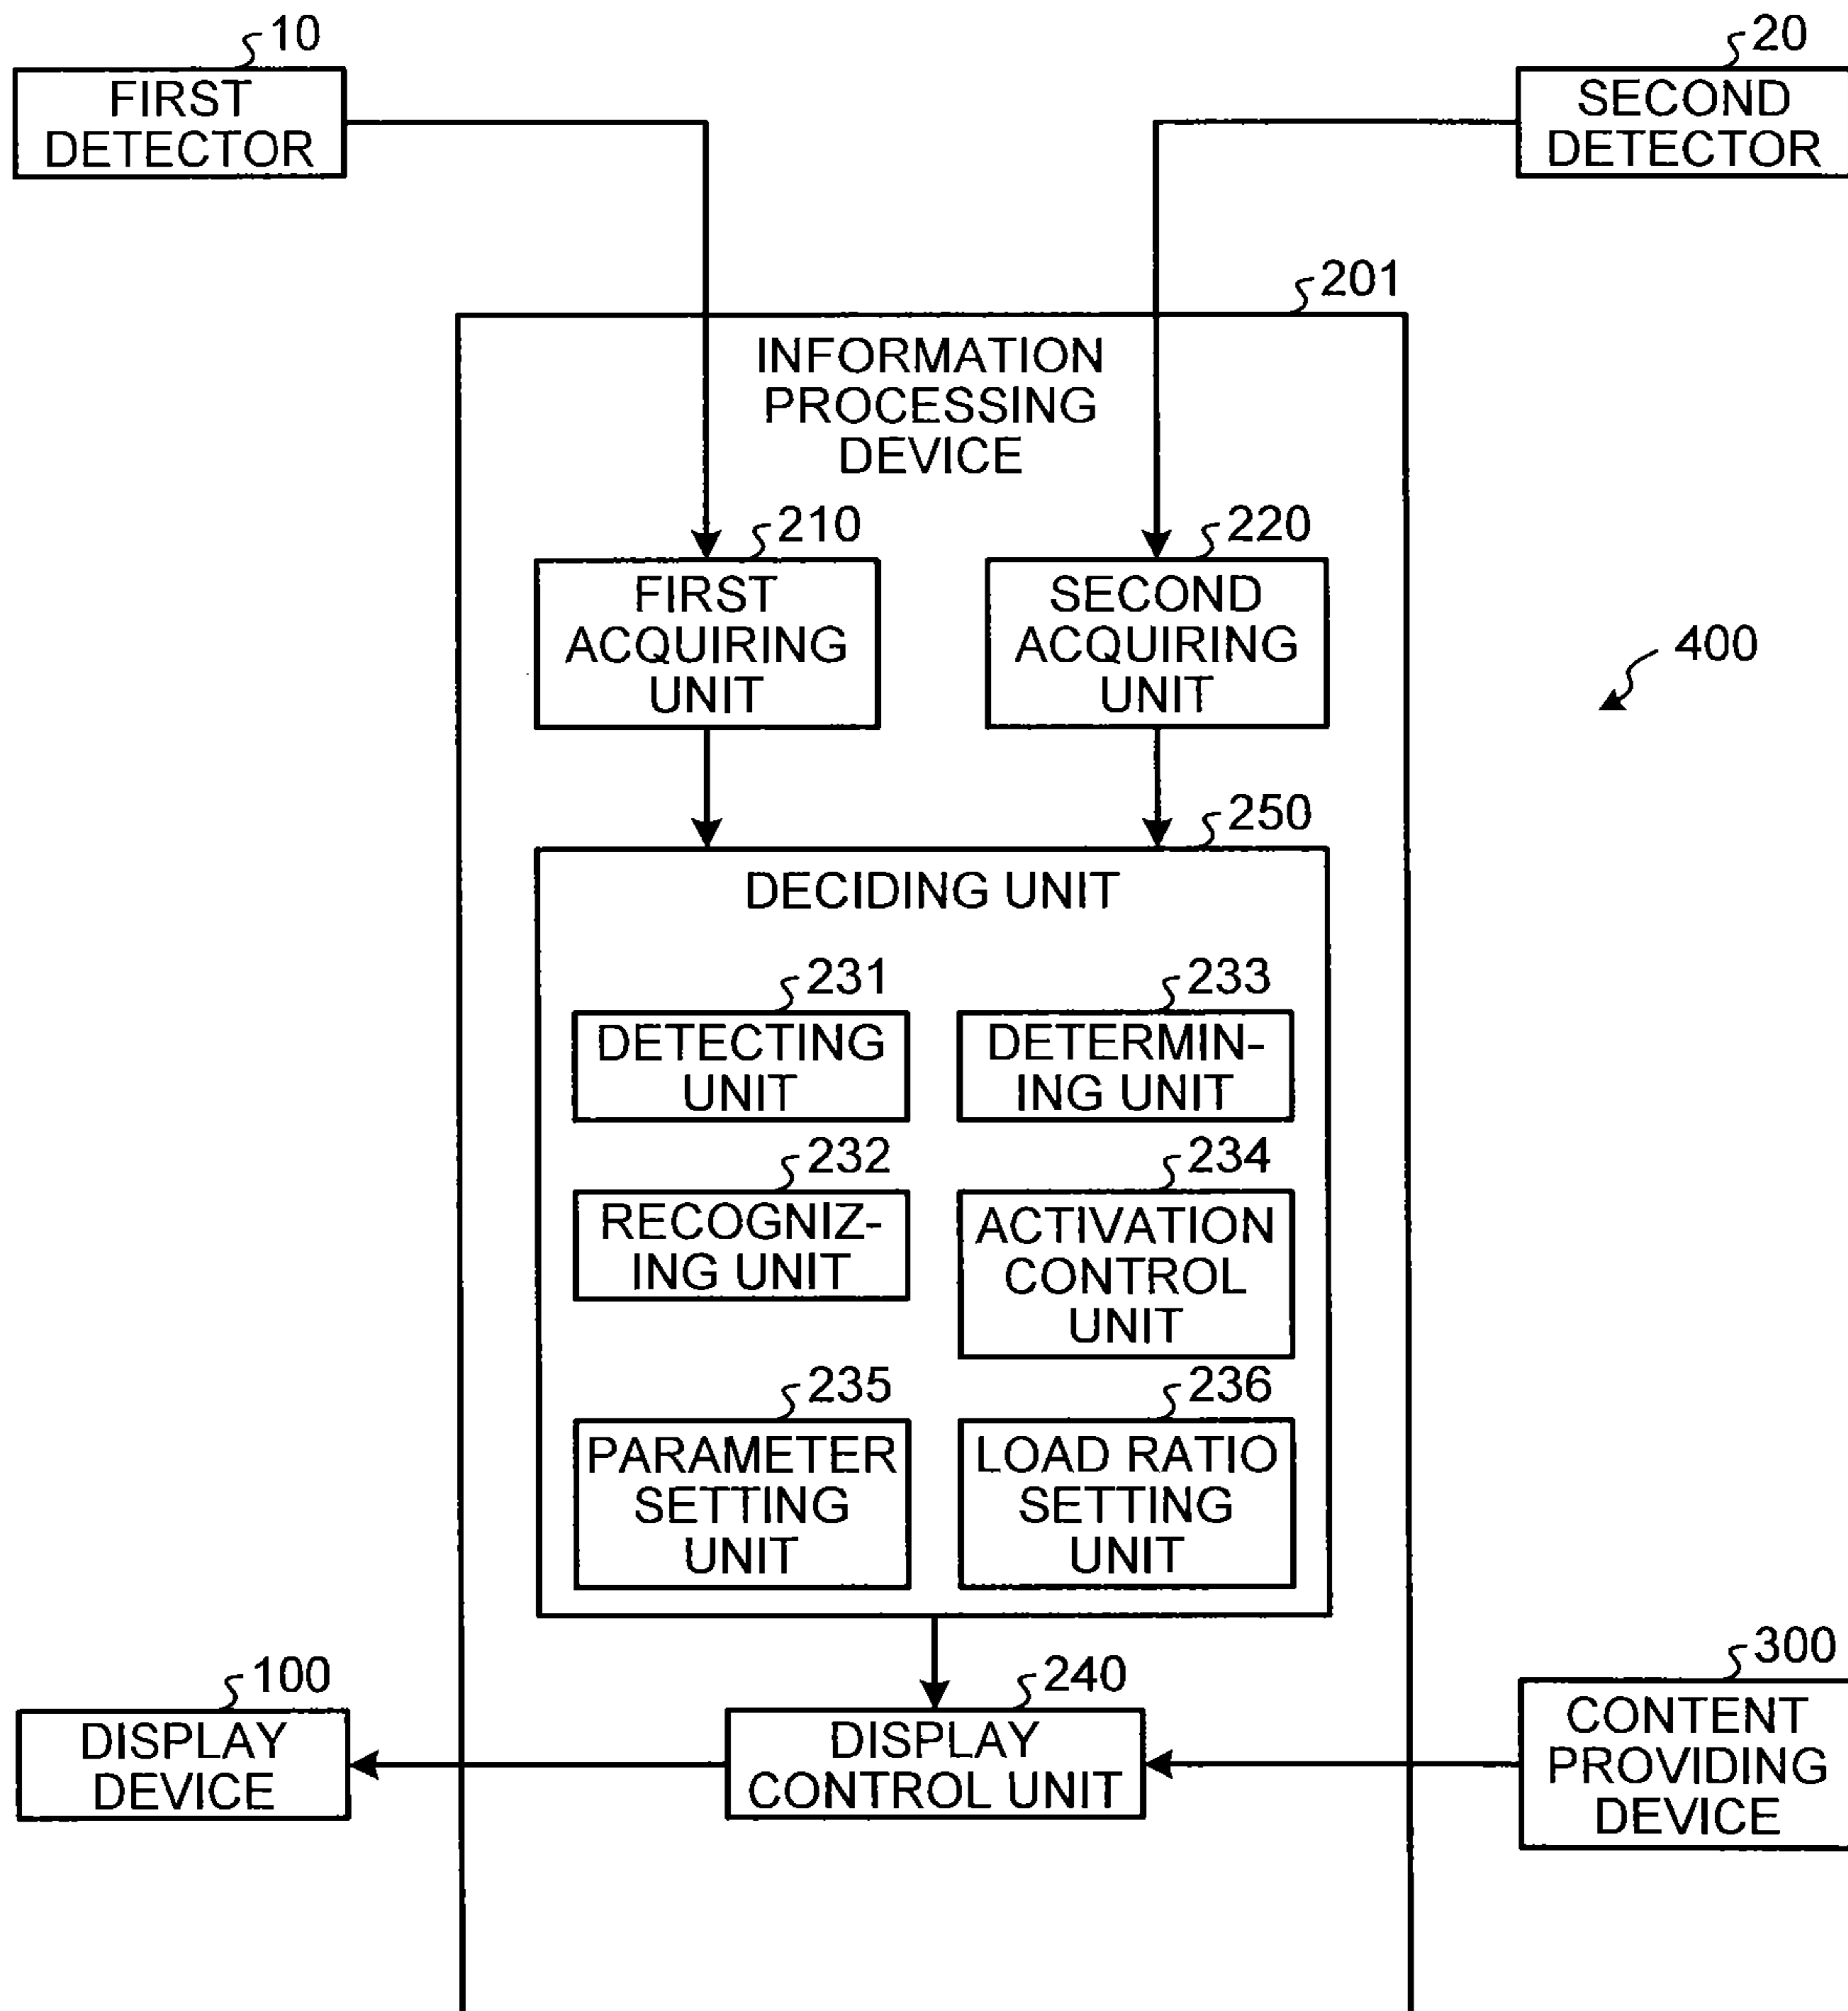 10
FIRST
DETECTOR
20
SECOND
DETECTOR
201
INFORMATION
PROCESSING
DEVICE
210
FIRST
ACQUIRING
UNIT
220
SECOND
ACQUIRING
UNIT
400
250
DECIDING UNIT
231
DETECTING
UNIT
233
DETERMIN-
ING UNIT
232
RECOGNIZ-
ING UNIT
234
ACTIVATION
CONTROL
UNIT
235
PARAMETER
SETTING
UNIT
236
LOAD RATIO
SETTING
UNIT
100
DISPLAY
DEVICE
240
DISPLAY
CONTROL UNIT
300
CONTENT
PROVIDING
DEVICE